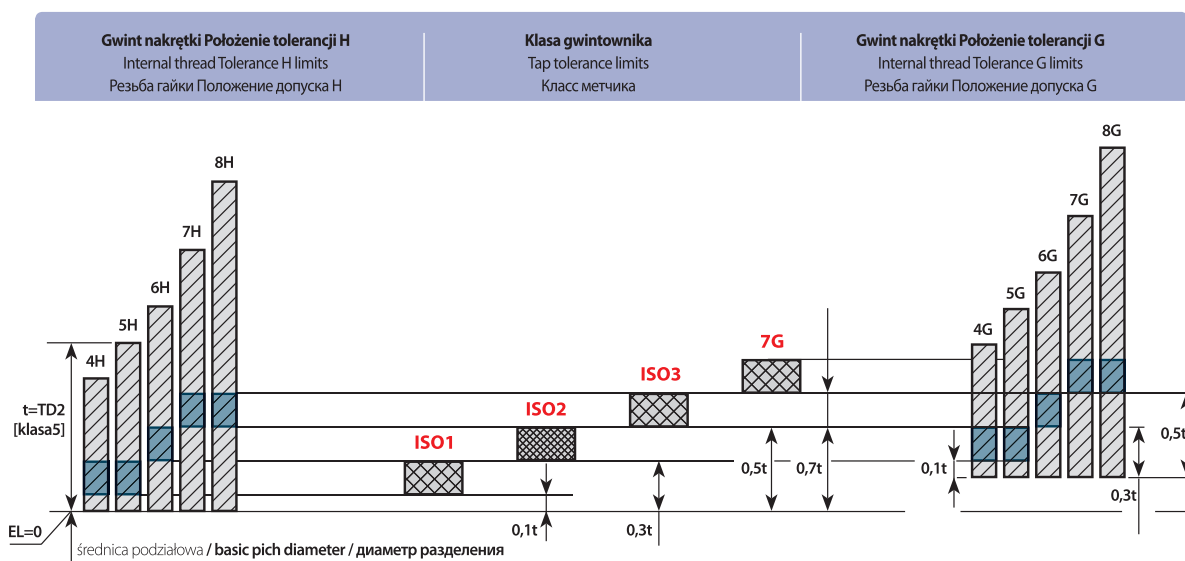 Gwint nakrętki Położenie tolerancji H
Internal thread Tolerance H limits
Резьба гайки Положение допуска H
Klasa gwintownika
Tap tolerance limits
Класс метчика
Gwint nakrętki Położenie tolerancji G
Internal thread Tolerance G limits
Резьба гайки Положение допуска G
8H
7H
6H
5H
4H
t=TD2
[klasa5]
EL=0
ISO1
ISO2
ISO3
7G
0,1t
0,3t
0,5t
0,7t
8G
7G
6G
5G
4G
0,1t
0,3t
0,5t
średnica podziałowa / basic pich diameter / диаметр разделения